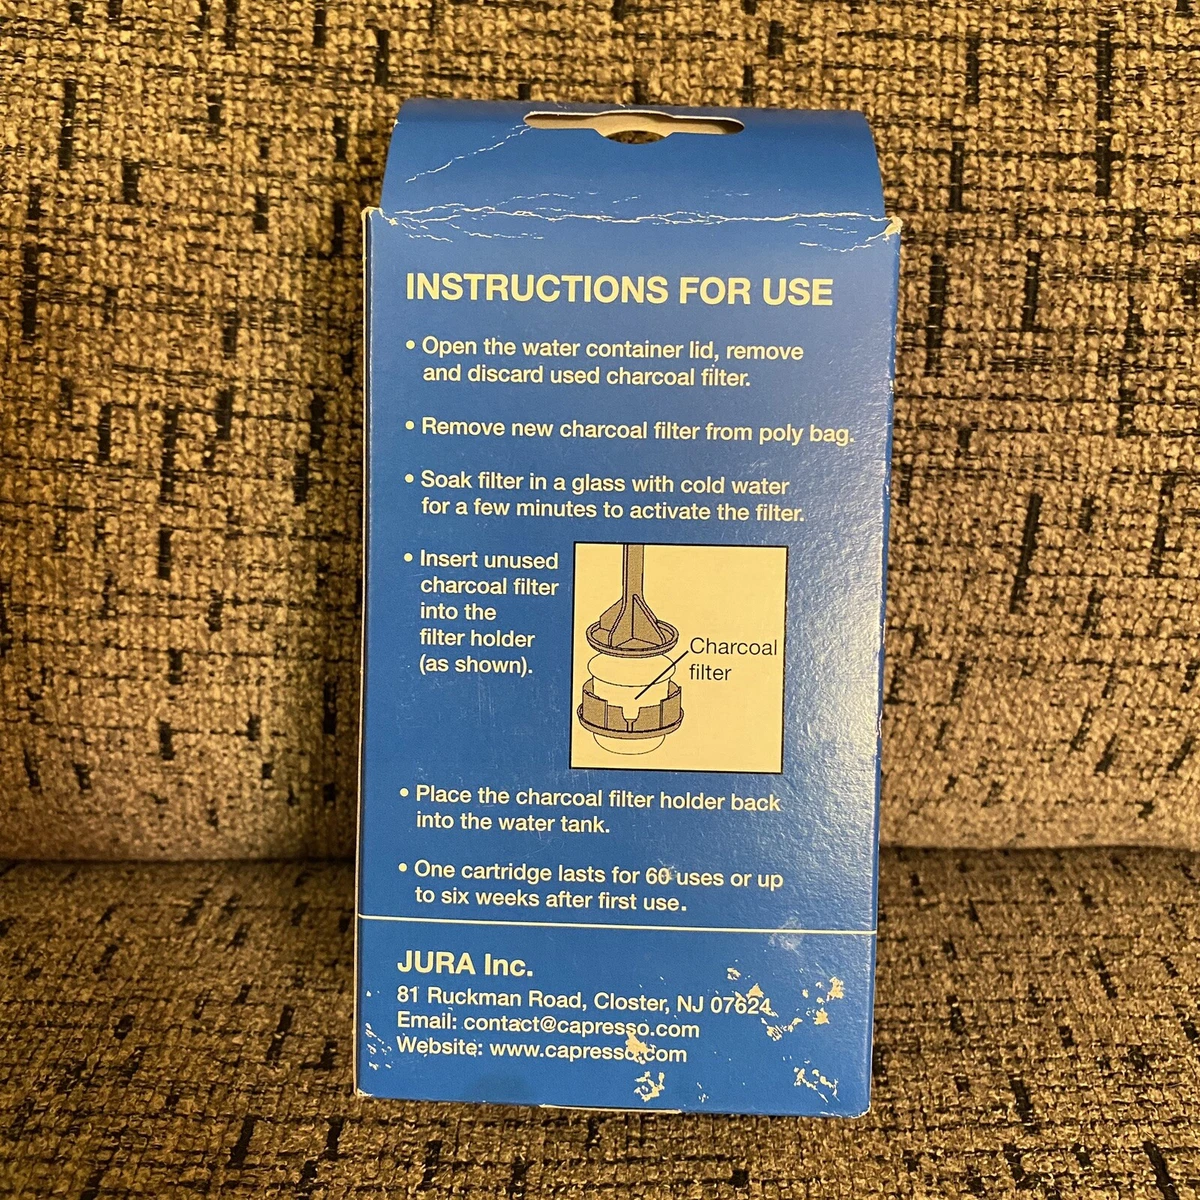 INSTRUCTIONS FOR USE
• Open the water container lid, remove
and discard used charcoal filter.
• Remove new charcoal filter from poly bag.
• Soak filter in a glass with cold water
for a few minutes to activate the filter.
• Insert unused
charcoal filter
into the
filter holder
(as shown).
Charcoal
filter
• Place the charcoal filter holder back
into the water tank.
• One cartridge lasts for 60 uses or up
to six weeks after first use.
JURA Inc.
81 Ruckman Road, Closter, NJ 07624
Email: contact@capresso.com
Website: www.capresso.com